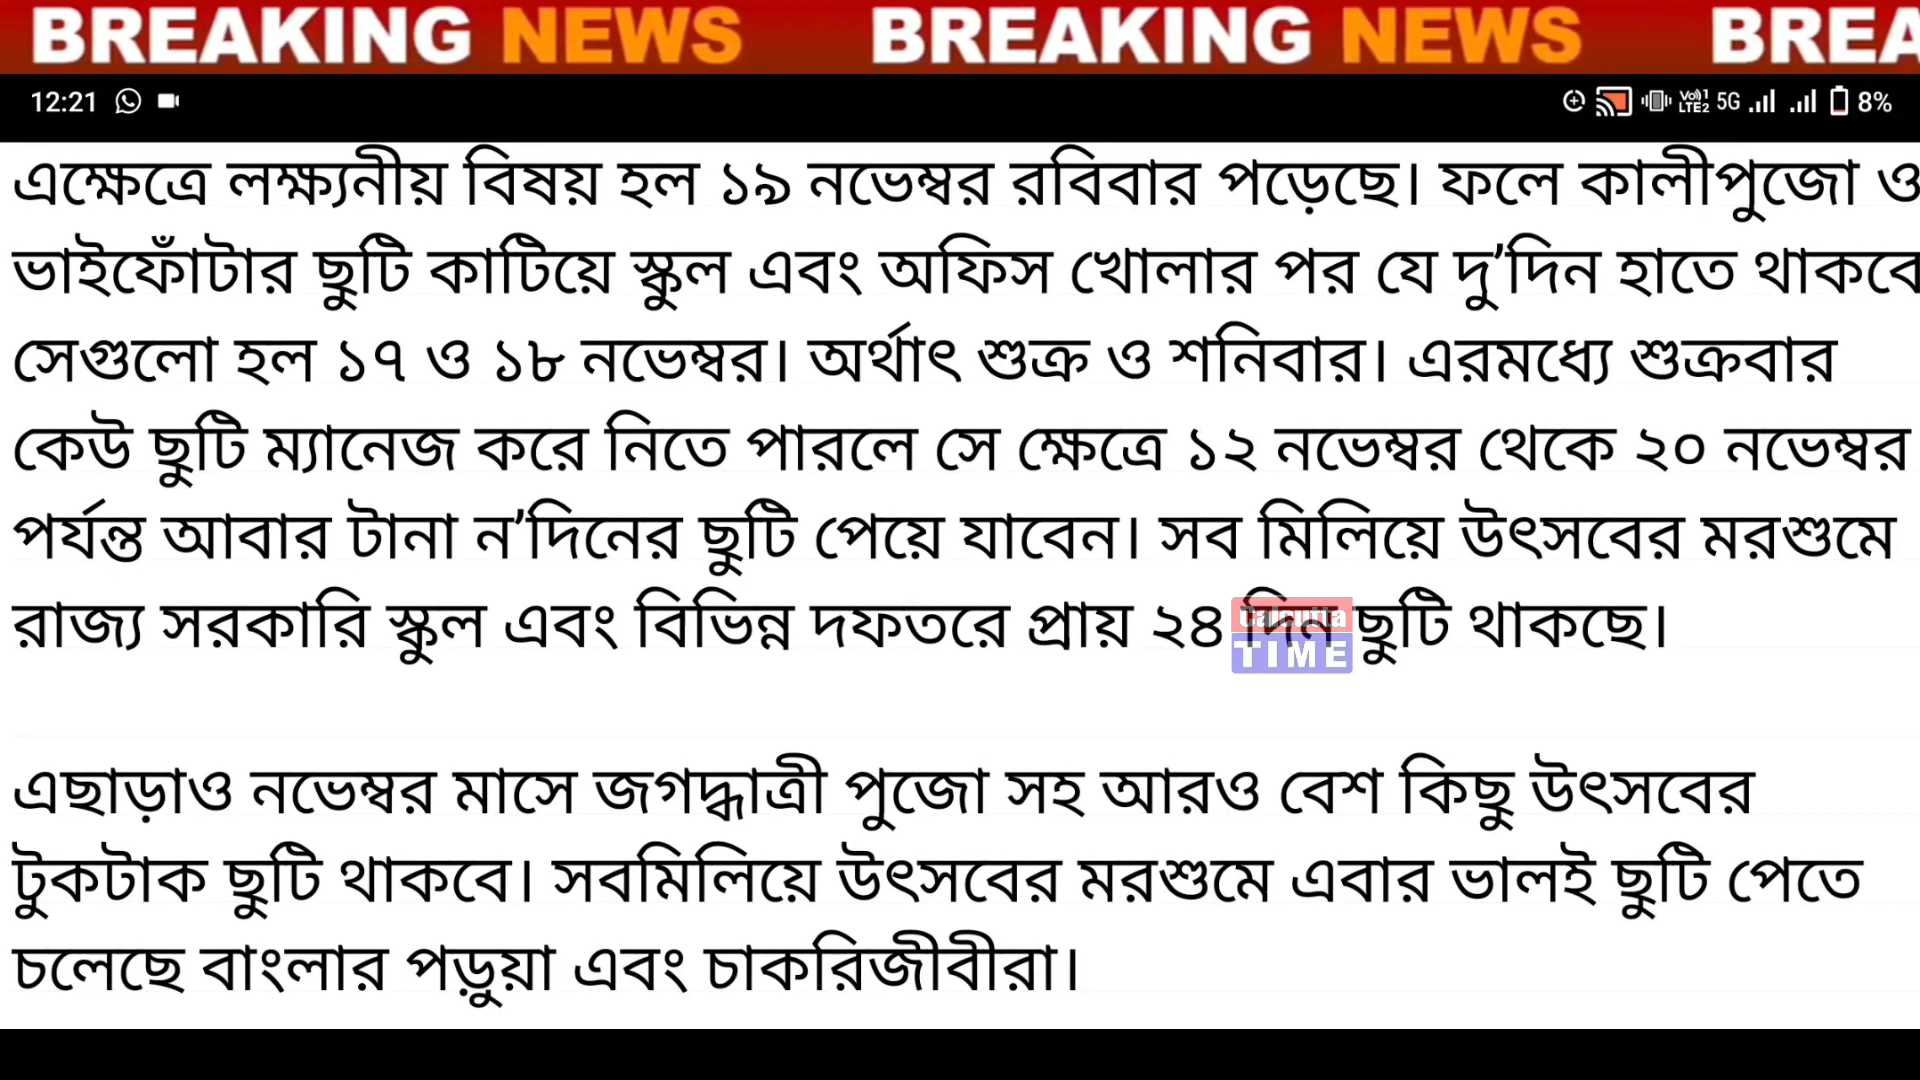 BREAKING NEWS BREAKING NEWS BREA
12:21 Vo)) 1 LTE2 5G 8%
এক্ষেত্রে লক্ষ্যনীয় বিষয় হল ১৯ নভেম্বর রবিবার পড়েছে। ফলে কালীপুজো ও
ভাইফোঁটার ছুটি কাটিয়ে স্কুল এবং অফিস খোলার পর যে দু’দিন হাতে থাকবে
সেগুলো হল ১৭ ও ১৮ নভেম্বর। অর্থাৎ শুক্র ও শনিবার। এরমধ্যে শুক্রবার
কেউ ছুটি ম্যানেজ করে নিতে পারলে সে ক্ষেত্রে ১২ নভেম্বর থেকে ২০ নভেম্বর
পর্যন্ত আবার টানা ন’দিনের ছুটি পেয়ে যাবেন। সব মিলিয়ে উৎসবের মরশুমে
রাজ্য সরকারি স্কুল এবং বিভিন্ন দফতরে প্রায় ২৪ দিন ছুটি থাকছে।
Calcutta
TIME
এছাড়াও নভেম্বর মাসে জগদ্ধাত্রী পুজো সহ আরও বেশ কিছু উৎসবের
টুকটাক ছুটি থাকবে। সবমিলিয়ে উৎসবের মরশুমে এবার ভালই ছুটি পেতে
চলেছে বাংলার পড়ুয়া এবং চাকরিজীবীরা।